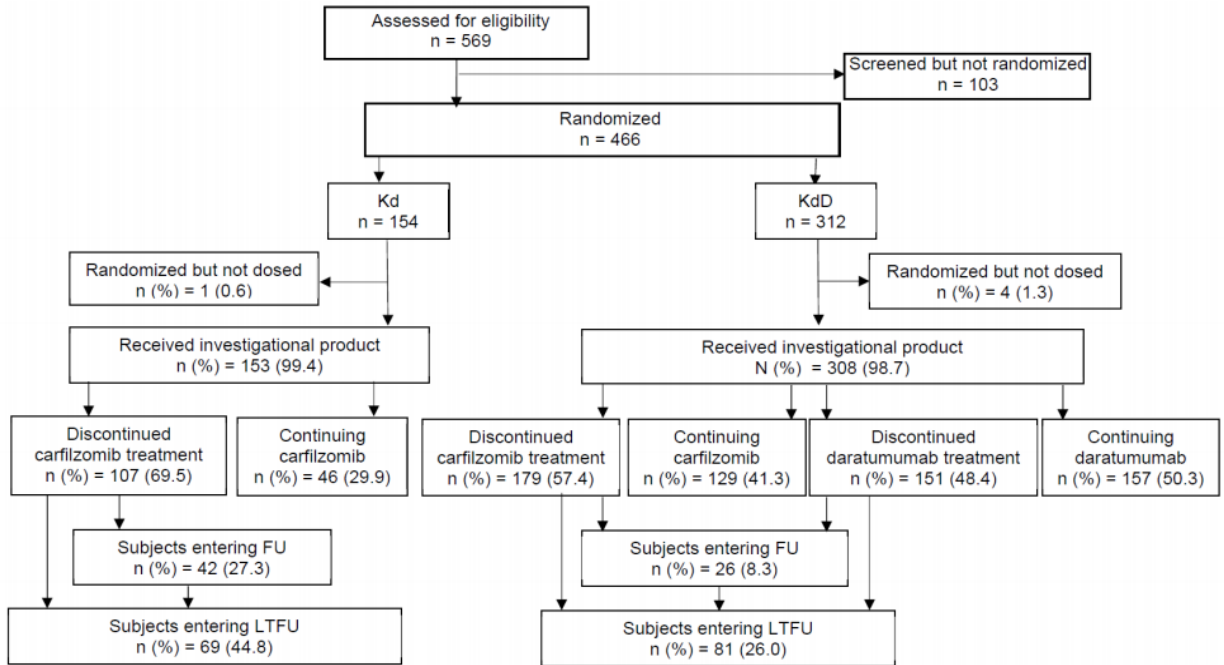 Assessed for eligibility
n = 569
Screened but not randomized
n = 103
Randomized
n = 466
Kd
n = 154
KdD
n = 312
Randomized but not dosed
n (%) = 1 (0.6)
Randomized but not dosed
n (%) = 4 (1.3)
Received investigational product
n (%) = 153 (99.4)
Received investigational product
N (%) = 308 (98.7)
Discontinued
carfilzomib treatment
n (%) = 107 (69.5)
Continuing
carfilzomib
n (%) = 46 (29.9)
Discontinued
carfilzomib treatment
n (%) = 179 (57.4)
Continuing
carfilzomib
n (%) = 129 (41.3)
Discontinued
daratumumab treatment
n (%) = 151 (48.4)
Continuing
daratumumab
n (%) = 157 (50.3)
Subjects entering FU
n (%) = 42 (27.3)
Subjects entering FU
n (%) = 26 (8.3)
Subjects entering LTFU
n (%) = 69 (44.8)
Subjects entering LTFU
n (%) = 81 (26.0)